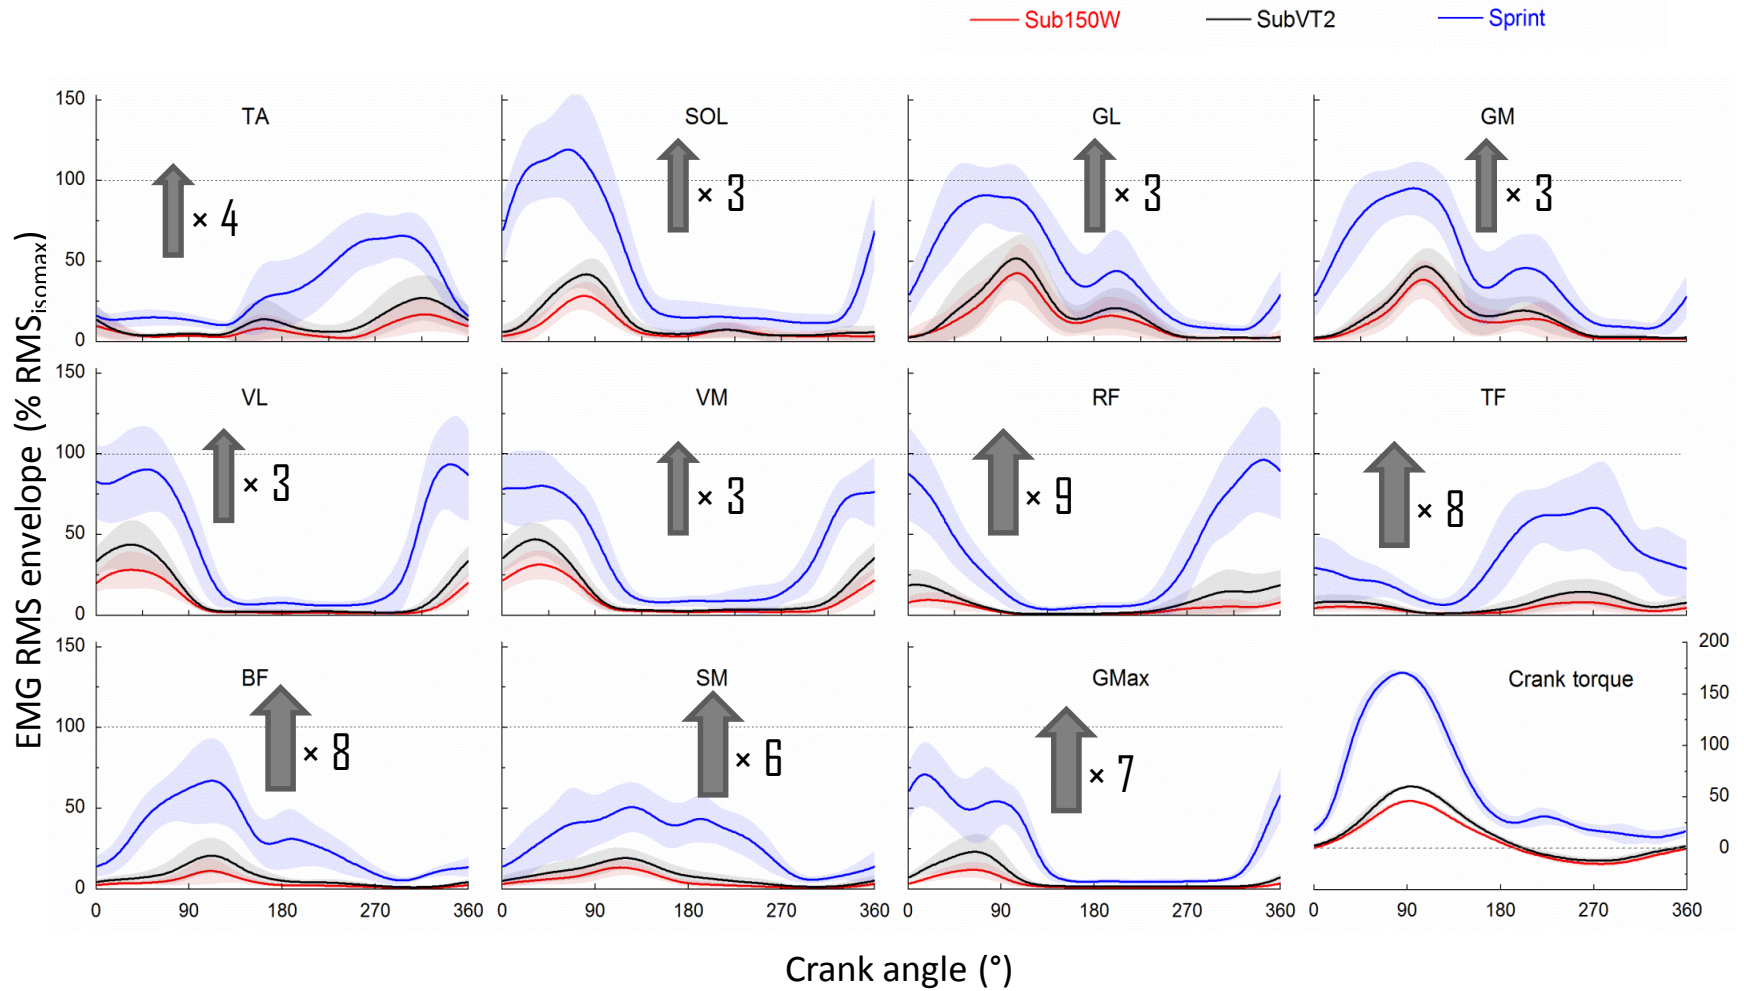 Sub150W SubVT2 Sprint
EMG RMS envelope (% RMSisomax)
150 TA SOL GL GM
100
× 4 × 3 × 3 × 3
50
0
150 VL VM RF TF
100
× 3 × 3 × 9 × 8
50
0
150 BF SM GMax Crank torque 200
150
100 100
× 8 × 6 × 7
50 50
0
0
0 90 180 270 360 0 90 180 270 0 90 180 270 0 90 180 270 360
Crank angle (°)